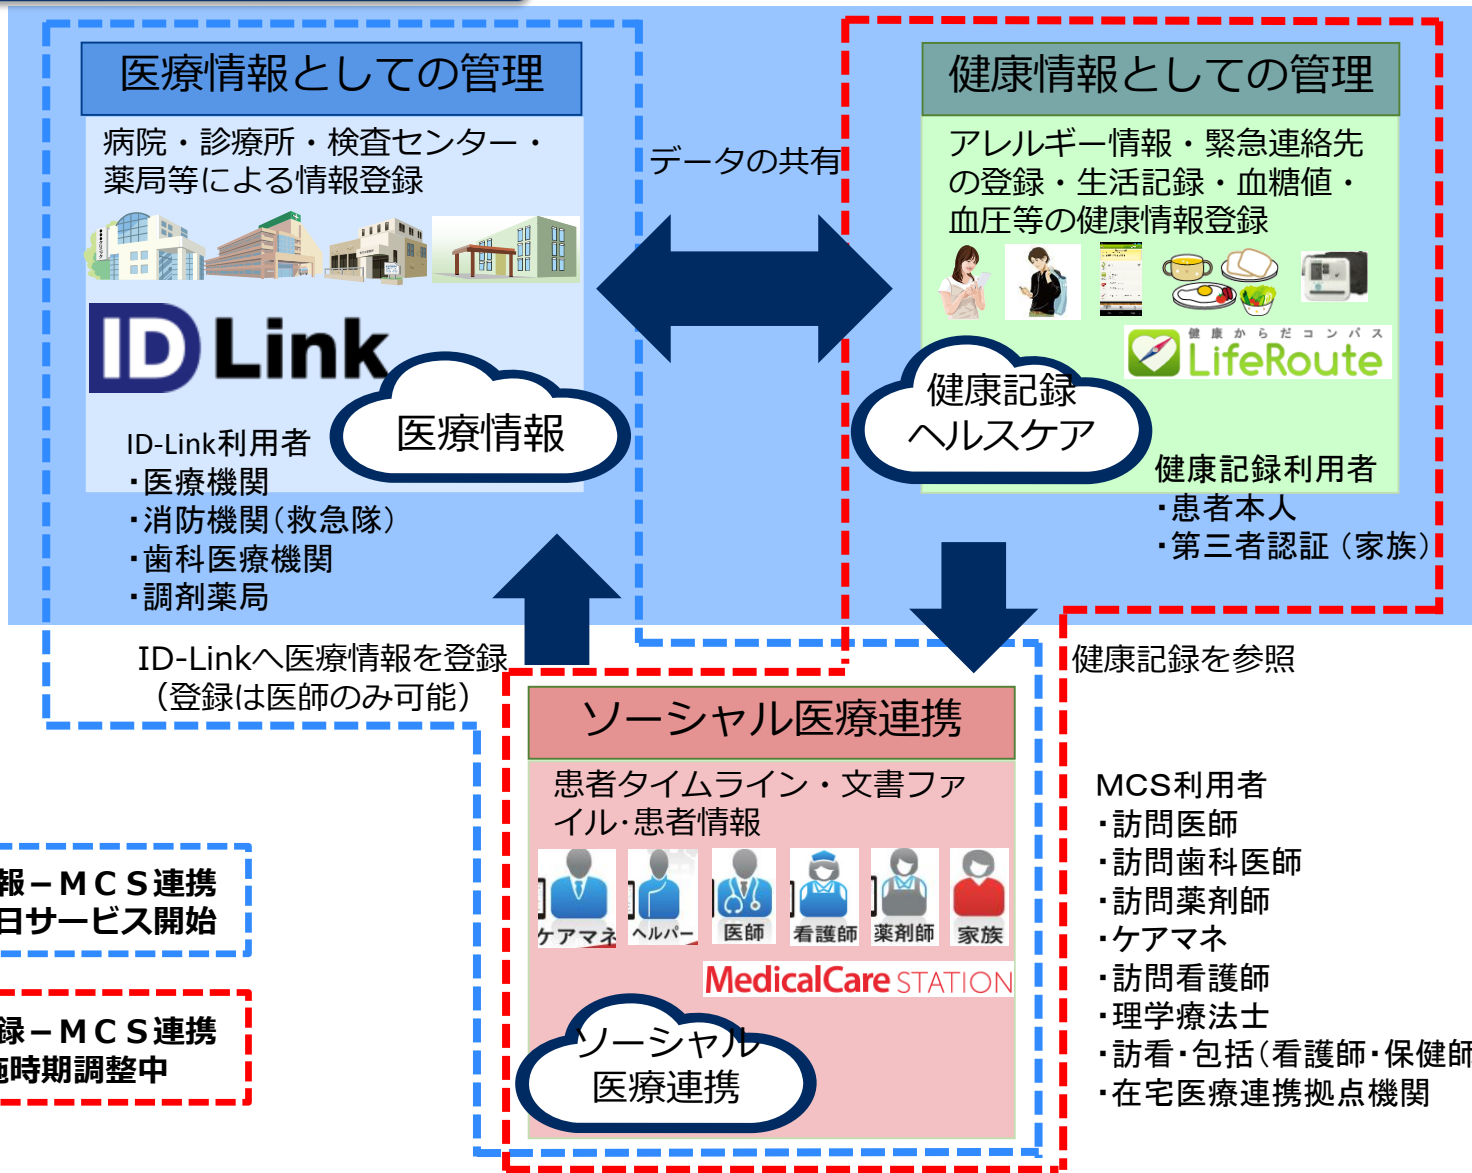 医療情報としての管理
病院・診療所・検査センター・
薬局等による情報登録
ID Link
医療情報
ID-Link利用者
・医療機関
・消防機関（救急隊）
・歯科医療機関
・調剤薬局
データの共有
健康情報としての管理
アレルギー情報・緊急連絡先
の登録・生活記録・血糖値・
血圧等の健康情報登録
健康からだコンパス
LifeRoute
健康記録
ヘルスケア
健康記録利用者
・患者本人
・第三者認証（家族）
ID-Linkへ医療情報を登録
（登録は医師のみ可能）
健康記録を参照
ソーシャル医療連携
患者タイムライン・文書ファ
イル・患者情報
ケアマネ ヘルパー 医師 看護師 薬剤師 家族
MedicalCare STATION
ソーシャル
医療連携
MCS利用者
・訪問医師
・訪問歯科医師
・訪問薬剤師
・ケアマネ
・訪問看護師
・理学療法士
・訪看・包括（看護師・保健師
・在宅医療連携拠点機関
報－ＭＣＳ連携
日サービス開始
録－ＭＣＳ連携
施時期調整中